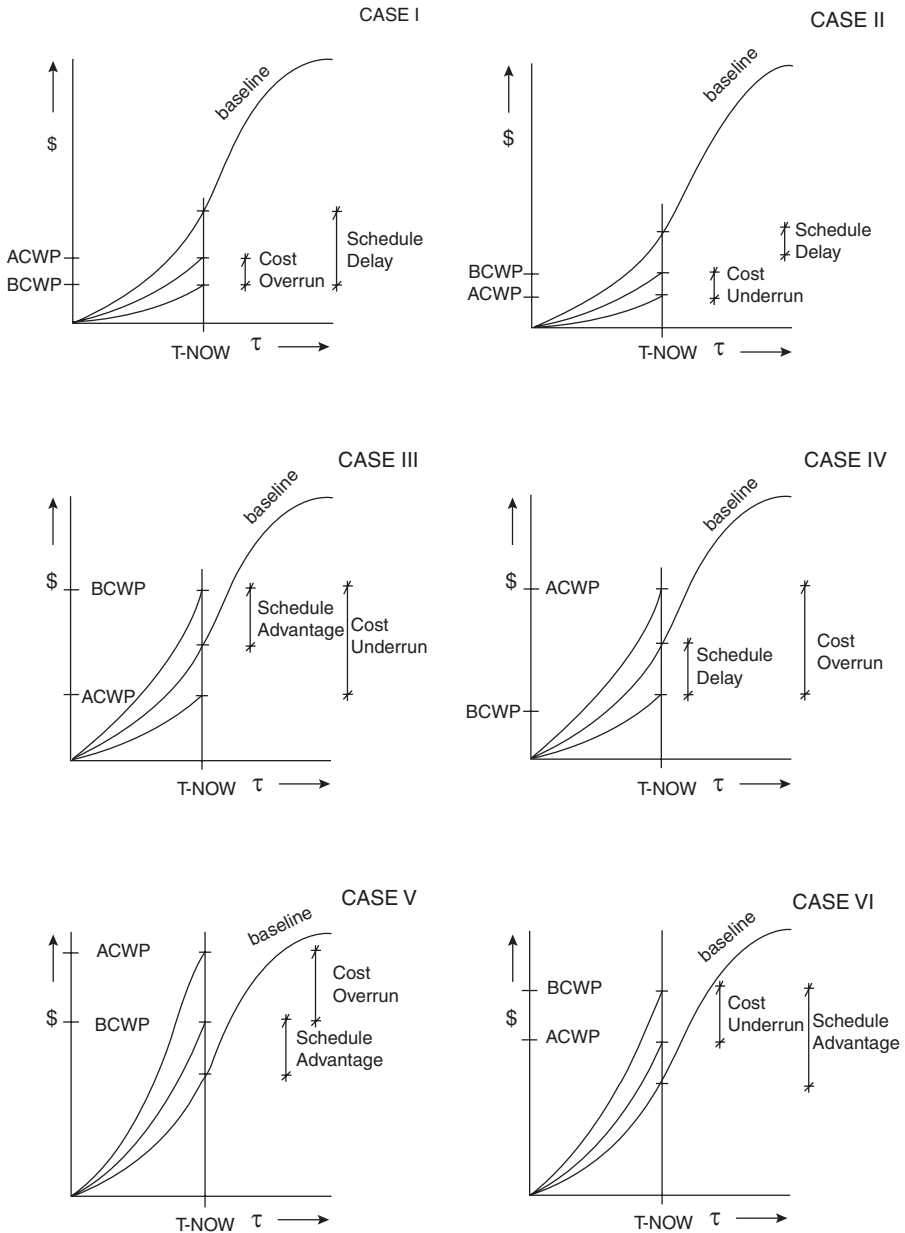 CASE I
baseline
$
ACWP
BCWP
Cost
Overrun
Schedule
Delay
T-NOW
τ
CASE II
baseline
$
BCWP
ACWP
Schedule
Delay
Cost
Underrun
T-NOW
τ
CASE III
baseline
$
BCWP
ACWP
Schedule
Advantage
Cost
Underrun
T-NOW
τ
CASE IV
baseline
$
ACWP
BCWP
Schedule
Delay
Cost
Overrun
T-NOW
τ
CASE V
baseline
ACWP
$
BCWP
Cost
Overrun
Schedule
Advantage
T-NOW
τ
CASE VI
baseline
BCWP
$
ACWP
Cost
Underrun
Schedule
Advantage
T-NOW
τ